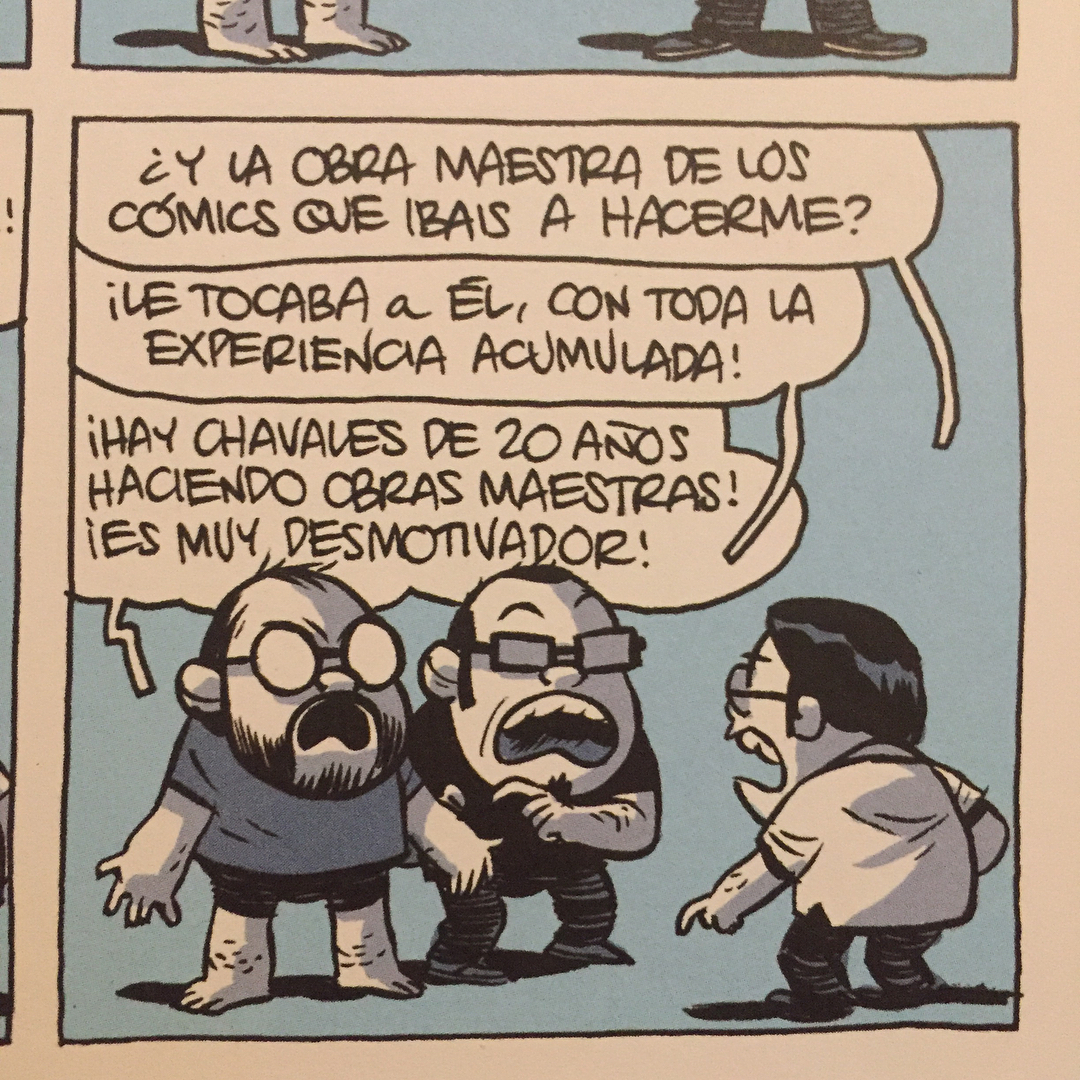 ¿Y LA OBRA MAESTRA DE LOS
CÓMICS QUE IBAIS A HACERME?
¡LE TOCABA a ÉL, CON TODA LA
EXPERIENCIA ACUMULADA!
¡HAY CHAVALES DE 20 AÑOS
HACIENDO OBRAS MAESTRAS!
¡ES MUY DESMOTIVADOR!
!